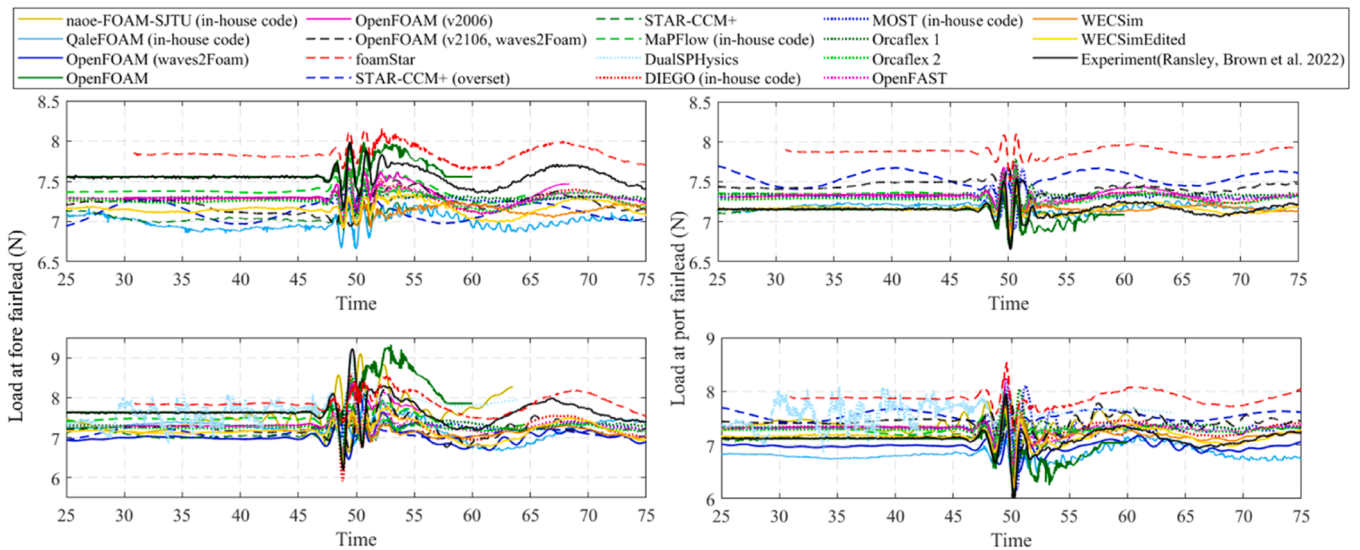 naoe-FOAM-SJTU (in-house code) OpenFOAM (v2006) STAR-CCM+ MOST (in-house code) WECSim
QaleFOAM (in-house code) OpenFOAM (v2106, waves2Foam) MaPFlow (in-house code) Orcaflex 1 WECSimEdited
OpenFOAM (waves2Foam) foamStar DualSPHysics Orcaflex 2 Experiment(Ransley, Brown et al. 2022)
OpenFOAM STAR-CCM+ (overset) DIEGO (in-house code) OpenFAST
Load at fore fairlead (N)
8.5
8
7.5
7
6.5
25 30 35 40 45 50 55 60 65 70 75
Time
9
8
7
6
25 30 35 40 45 50 55 60 65 70 75
Time
Load at port fairlead (N)
8.5
8
7.5
7
6.5
25 30 35 40 45 50 55 60 65 70 75
Time
9
8
7
6
25 30 35 40 45 50 55 60 65 70 75
Time